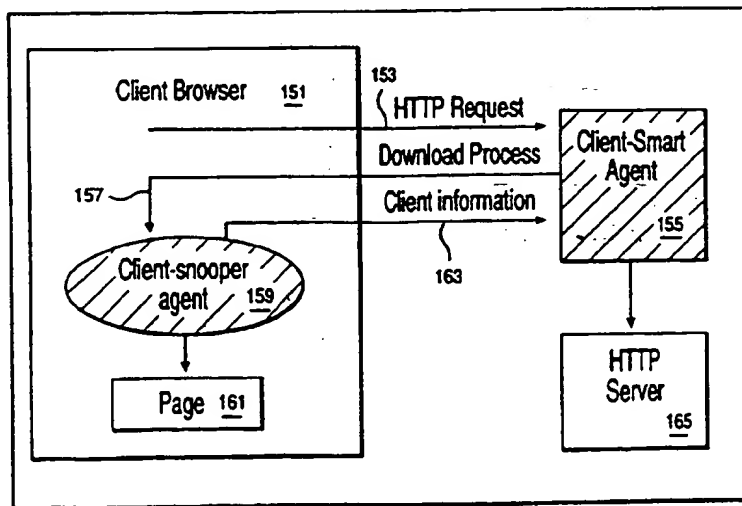 Client Browser 151
153
HTTP Request
Download Process
157
Client information
163
Client-Smart
Agent
155
Client-snooper
agent 159
Page 161
HTTP
Server
165